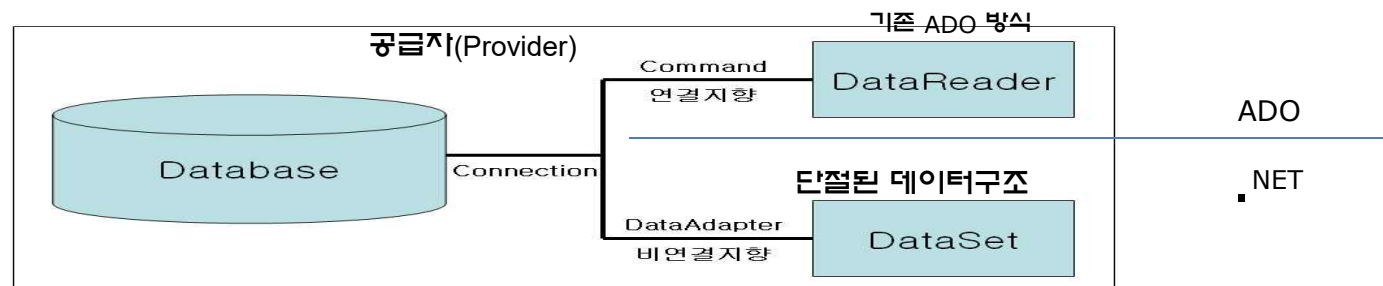 기존 ADO 방식
공급자(Provider)
Command
연결지향
DataReader
ADO
Database
Connection
단절된 데이터구조
.NET
DataAdapter
비연결지향
DataSet